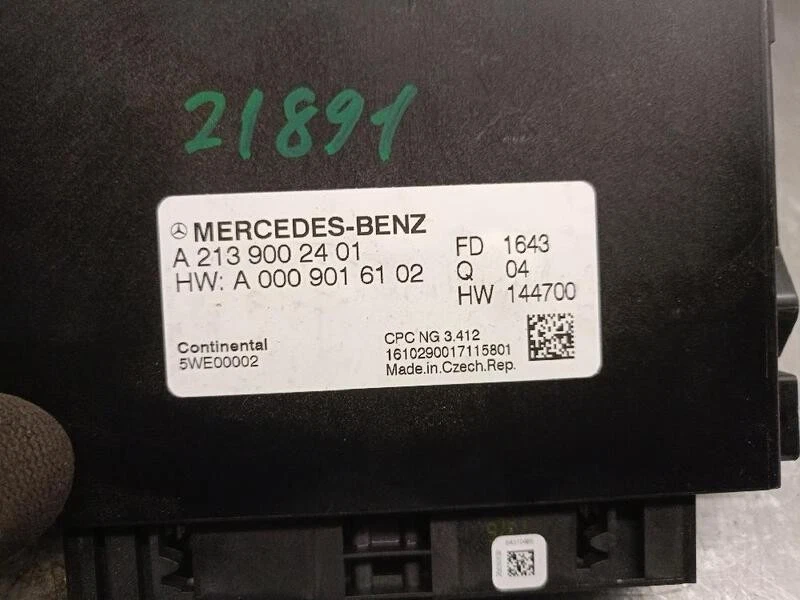 21891
MERCEDES-BENZ
A 213 900 24 01
HW: A 000 901 61 02
FD 1643
Q 04
HW 144700
Continental
5WE00002
CPC NG 3.412
1610290017115801
Made.in.Czech.Rep.